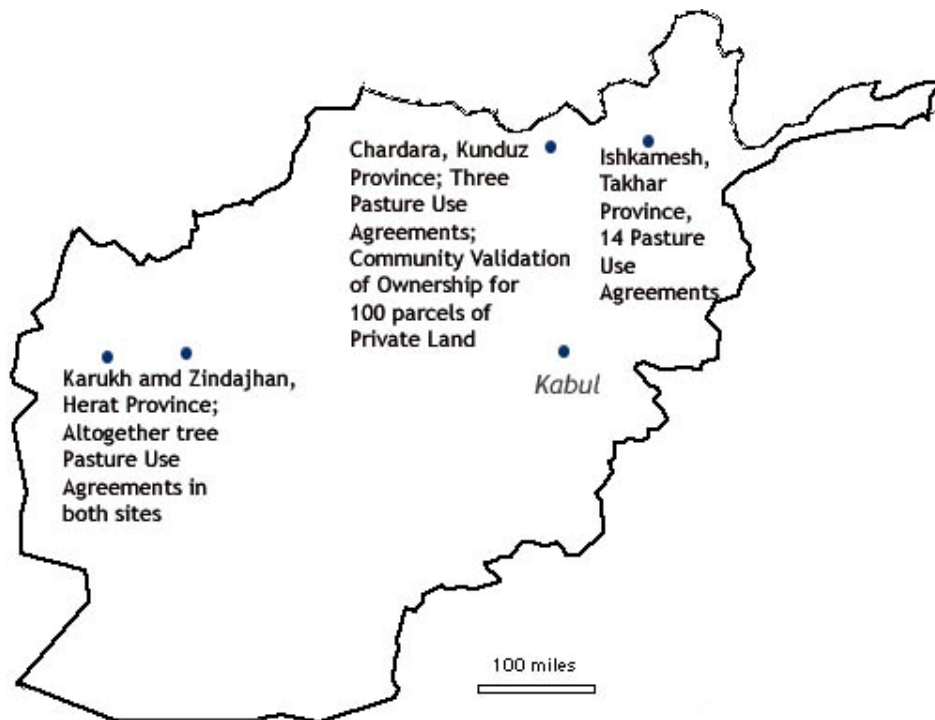 Chardara, Kunduz
Province; Three
Pasture Use
Agreements;
Community Validation
of Ownership for
100 parcels of
Private Land
Ishkamesh,
Takhar
Province,
14 Pasture
Use
Agreements
Karukh amd Zindajhan,
Herat Province;
Altogether tree
Pasture Use
Agreements in
both sites
Kabul
100 miles